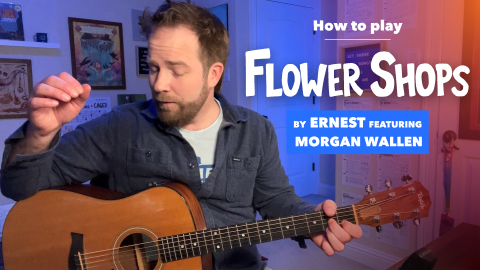 How to play
FLOWER SHOPS
BY ERNEST FEATURING
MORGAN WALLEN